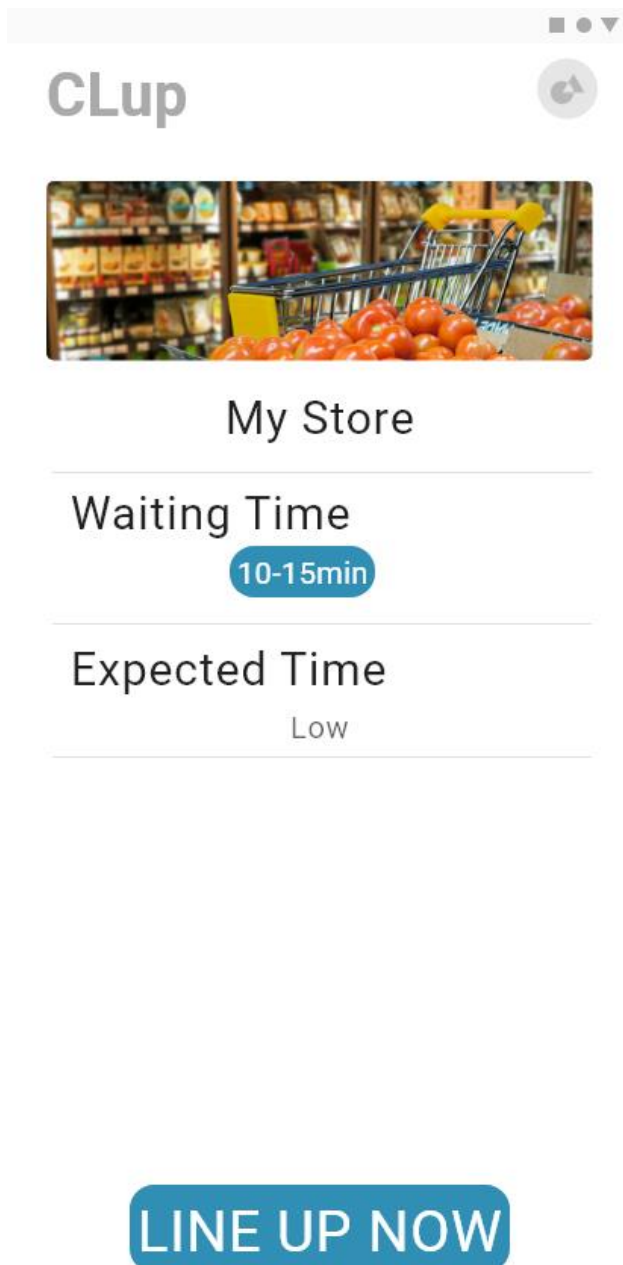 CLup
My Store
Waiting Time
10-15min
Expected Time
Low
LINE UP NOW